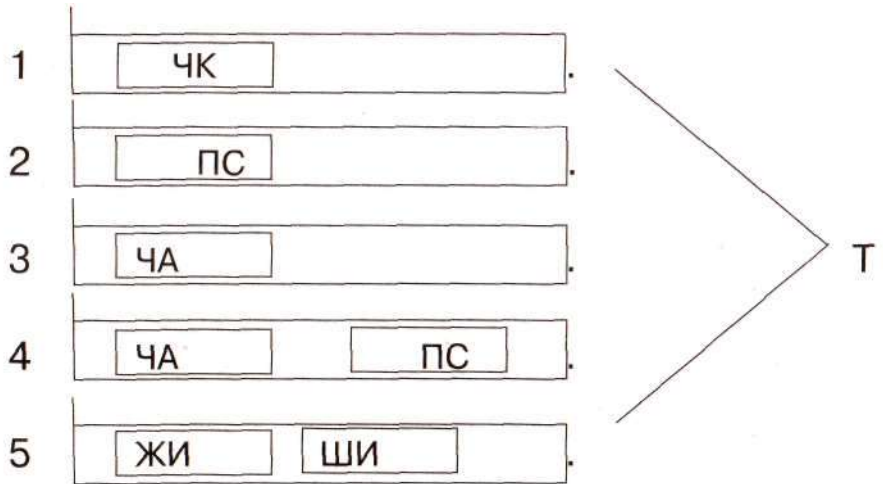 1 ЧК .
2 ПС .
3 ЧА . Т
4 ЧА ПС .
5 ЖИ ШИ .